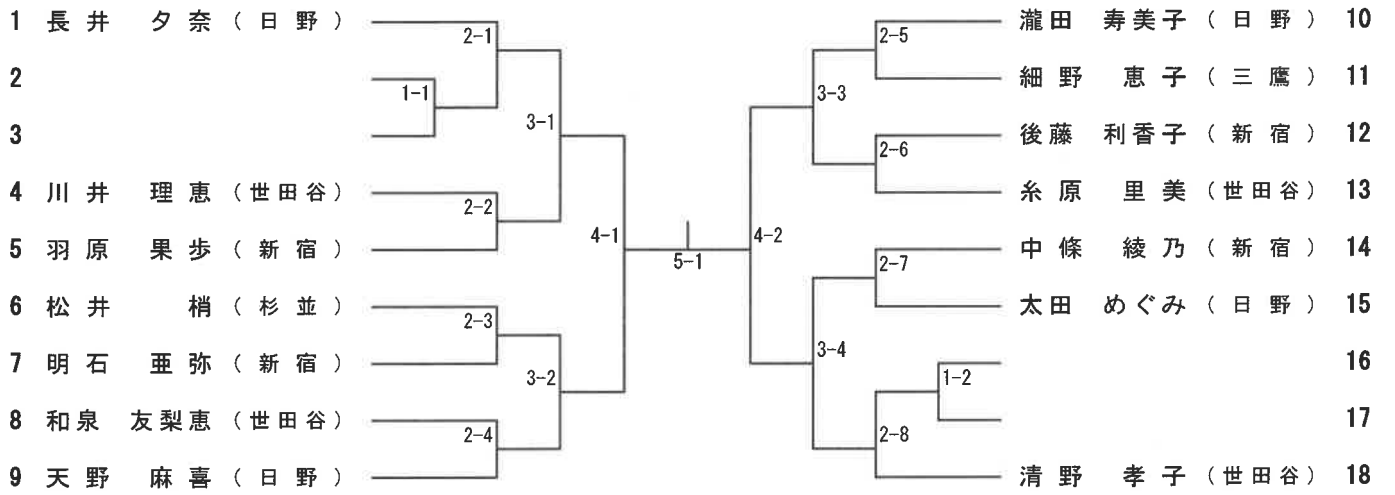 1 長井 夕奈 (日野)
2-1
2
1-1
3
3-1
4 川井 理恵 (世田谷)
2-2
5 羽原 果歩 (新宿)
4-1
6 松井 梢 (杉並)
2-3
7 明石 亜弥 (新宿)
3-2
8 和泉 友梨恵 (世田谷)
2-4
9 天野 麻喜 (日野)
5-1
瀧田 寿美子 (日野) 10
2-5
細野 恵子 (三鷹) 11
3-3
後藤 利香子 (新宿) 12
2-6
糸原 里美 (世田谷) 13
4-2
中條 綾乃 (新宿) 14
2-7
太田 めぐみ (日野) 15
3-4
16
1-2
17
2-8
清野 孝子 (世田谷) 18